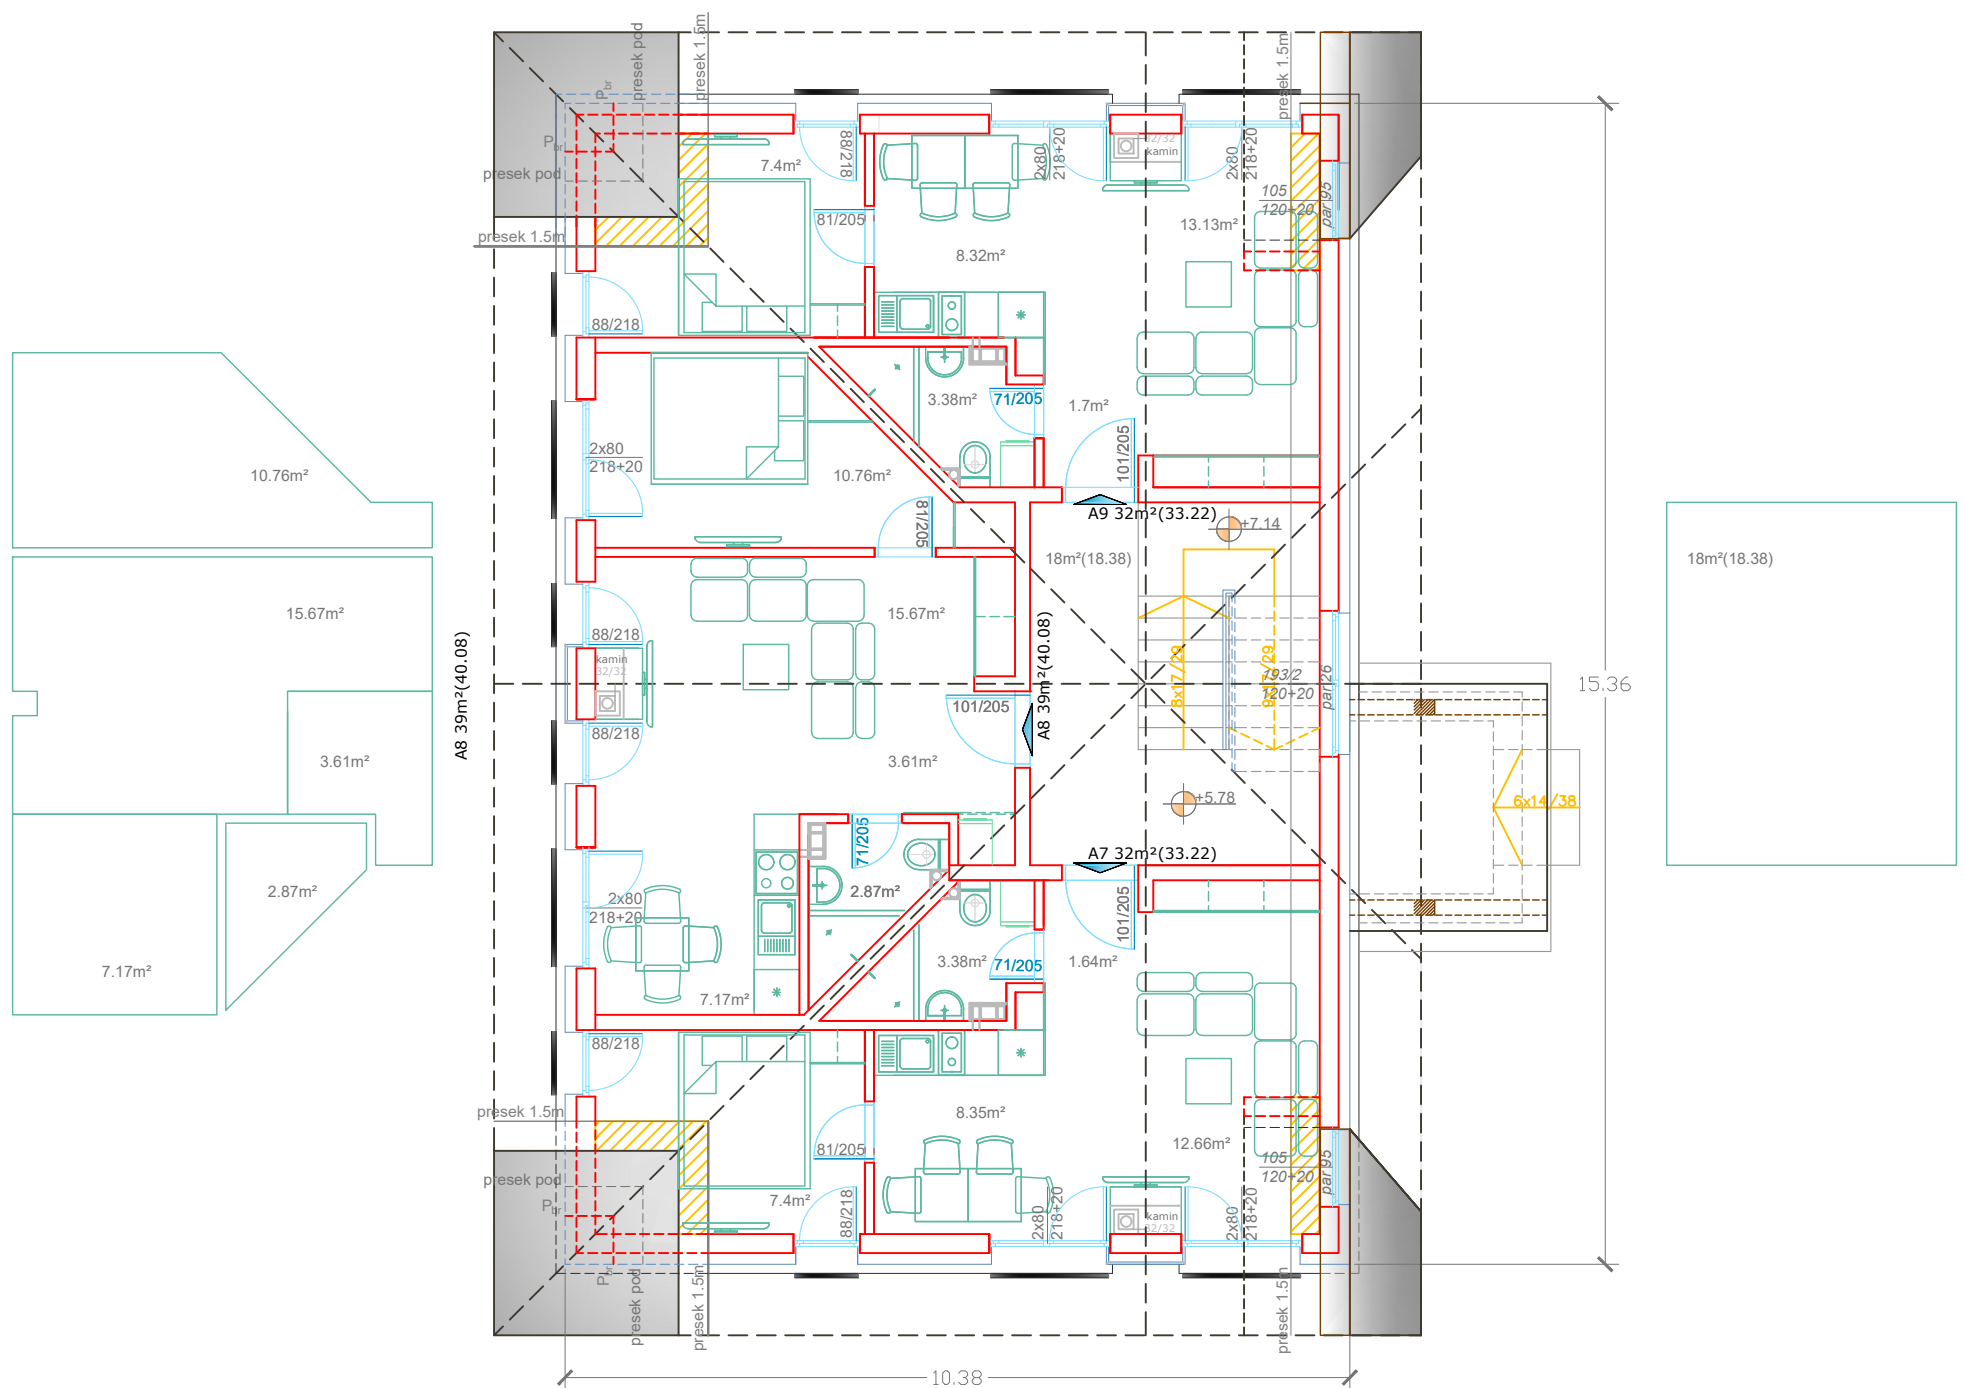 presek pod
presek 1.5m
presek 1.5m
P br
P br
88/218
2x80
218+20
32/32
kamin
2x80
218+20
7.4m²
presek pod
105
120+20
par 95
81/205
13.13m²
presek 1.5m
8.32m²
88/218
3.38m²
71/205
1.7m²
2x80
218+20
101/205
10.76m²
10.76m²
81/205
A9 32m²(33.22)
+7.14
18m²(18.38)
18m²(18.38)
15.67m²
15.67m²
88/218
A8 39m²(40.08)
A8 39m²(40.08)
kamin
32/32
8x17/29
9x17/29
193/2
120+20
par 26
15.36
101/205
88/218
3.61m²
3.61m²
+5.78
6x14/38
71/205
A7 32m²(33.22)
2.87m²
2.87m²
2x80
218+20
101/205
7.17m²
3.38m²
71/205
1.64m²
7.17m²
88/218
presek 1.5m
8.35m²
12.66m²
81/205
105
120+20
par 95
presek pod
P br
7.4m²
88/218
2x80
218+20
kamin
32/32
2x80
218+20
P br
presek pod
presek 1.5m
presek 1.5m
10.38